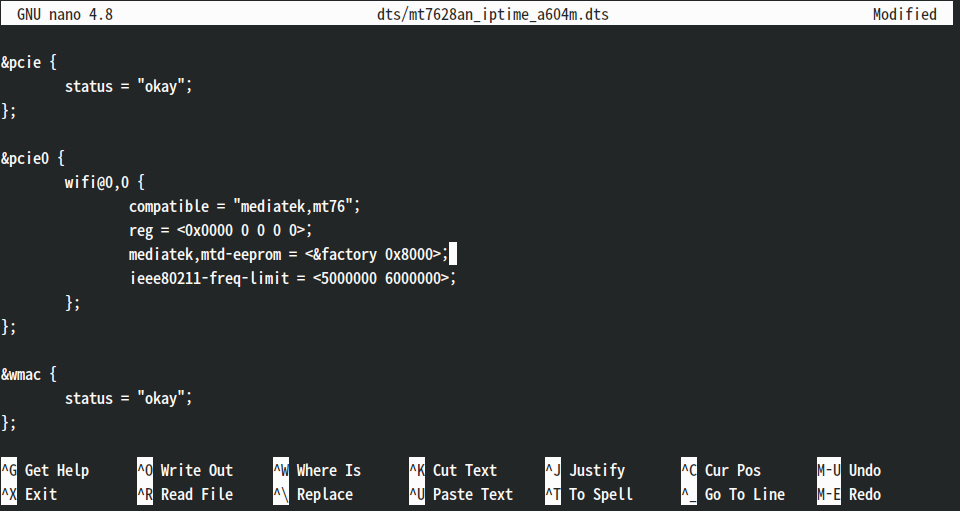 GNU nano 4.8 dts/mt7628an_iptime_a604m.dts Modified
&pcie {
status = "okay";
};
&pcie0 {
wifi@0,0 {
compatible = "mediatek,mt76";
reg = <0x0000 0 0 0 0>;
mediatek,mtd-eeprom = <&factory 0x8000>;
ieee80211-freq-limit = <5000000 6000000>;
};
};
&wmac {
status = "okay";
};
^G Get Help ^O Write Out ^W Where Is ^K Cut Text ^J Justify ^C Cur Pos M-U Undo
^X Exit ^R Read File ^\ Replace ^U Paste Text ^T To Spell ^_ Go To Line M-E Redo